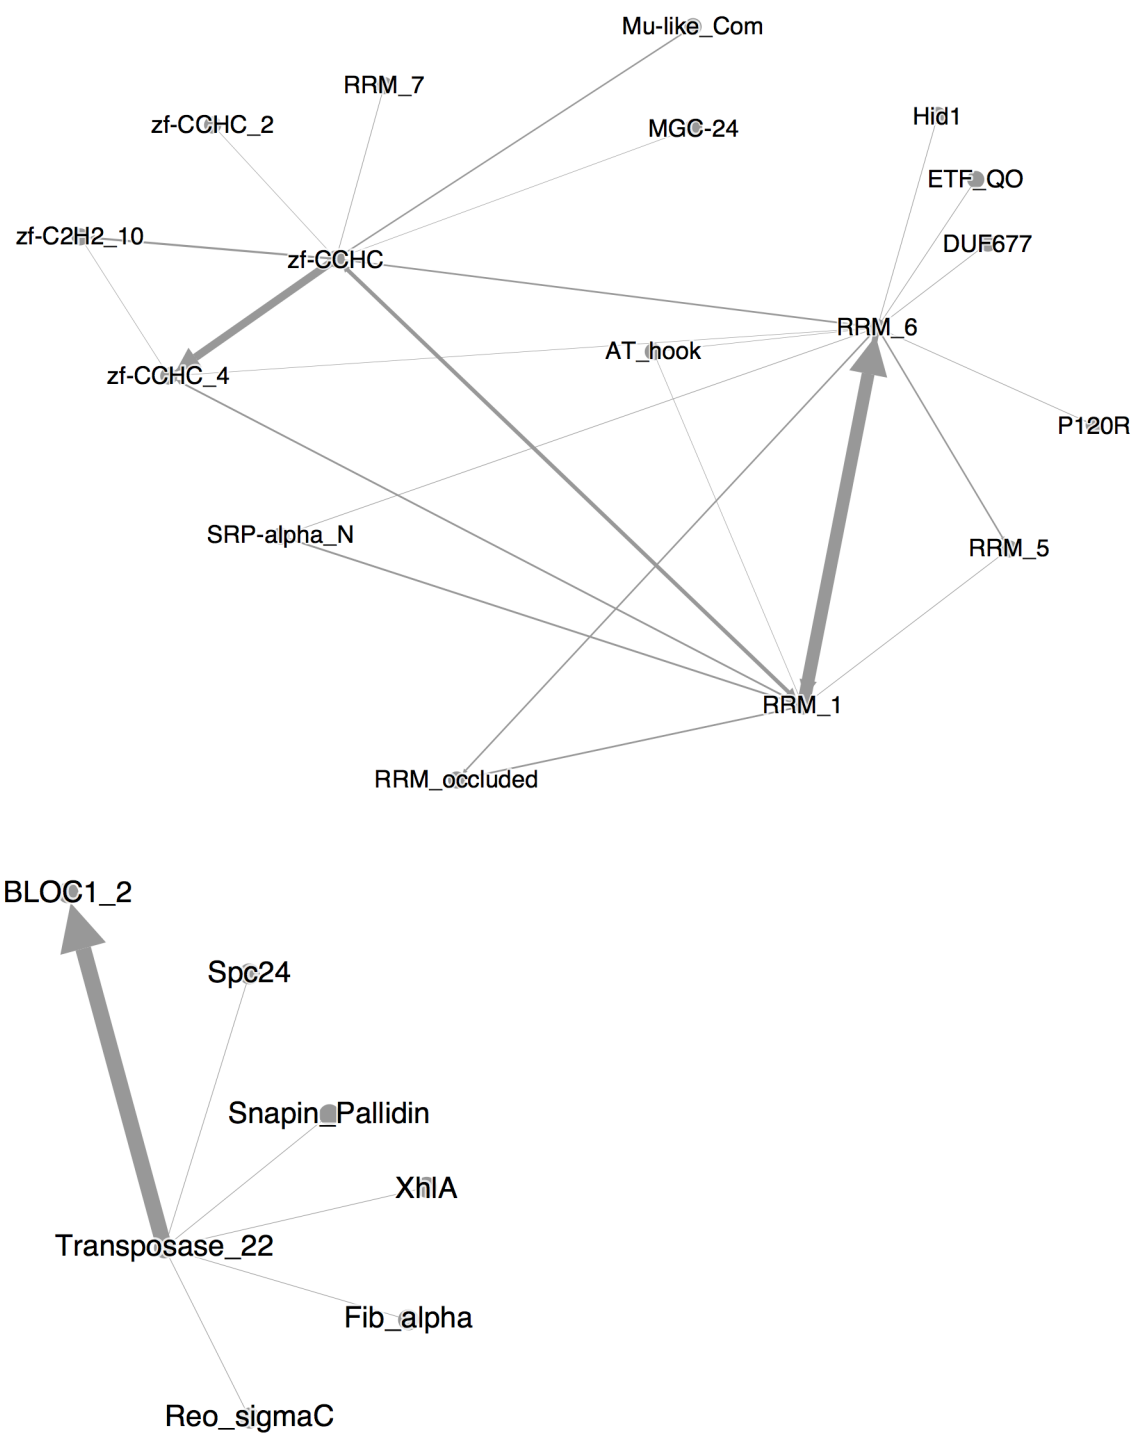 Mu-like_Com
RRM_7
Hid1
zf-CCHC_2
MGC-24
ETF_QO
zf-C2H2_10
DUF677
zf-CCHC
RRM_6
AT_hook
zf-CCHC_4
P120R
SRP-alpha_N
RRM_5
RRM_1
RRM_occluded
BLOC1_2
Spc24
Snapin_Pallidin
XhlA
Transposase_22
Fib_alpha
Reo_sigmaC